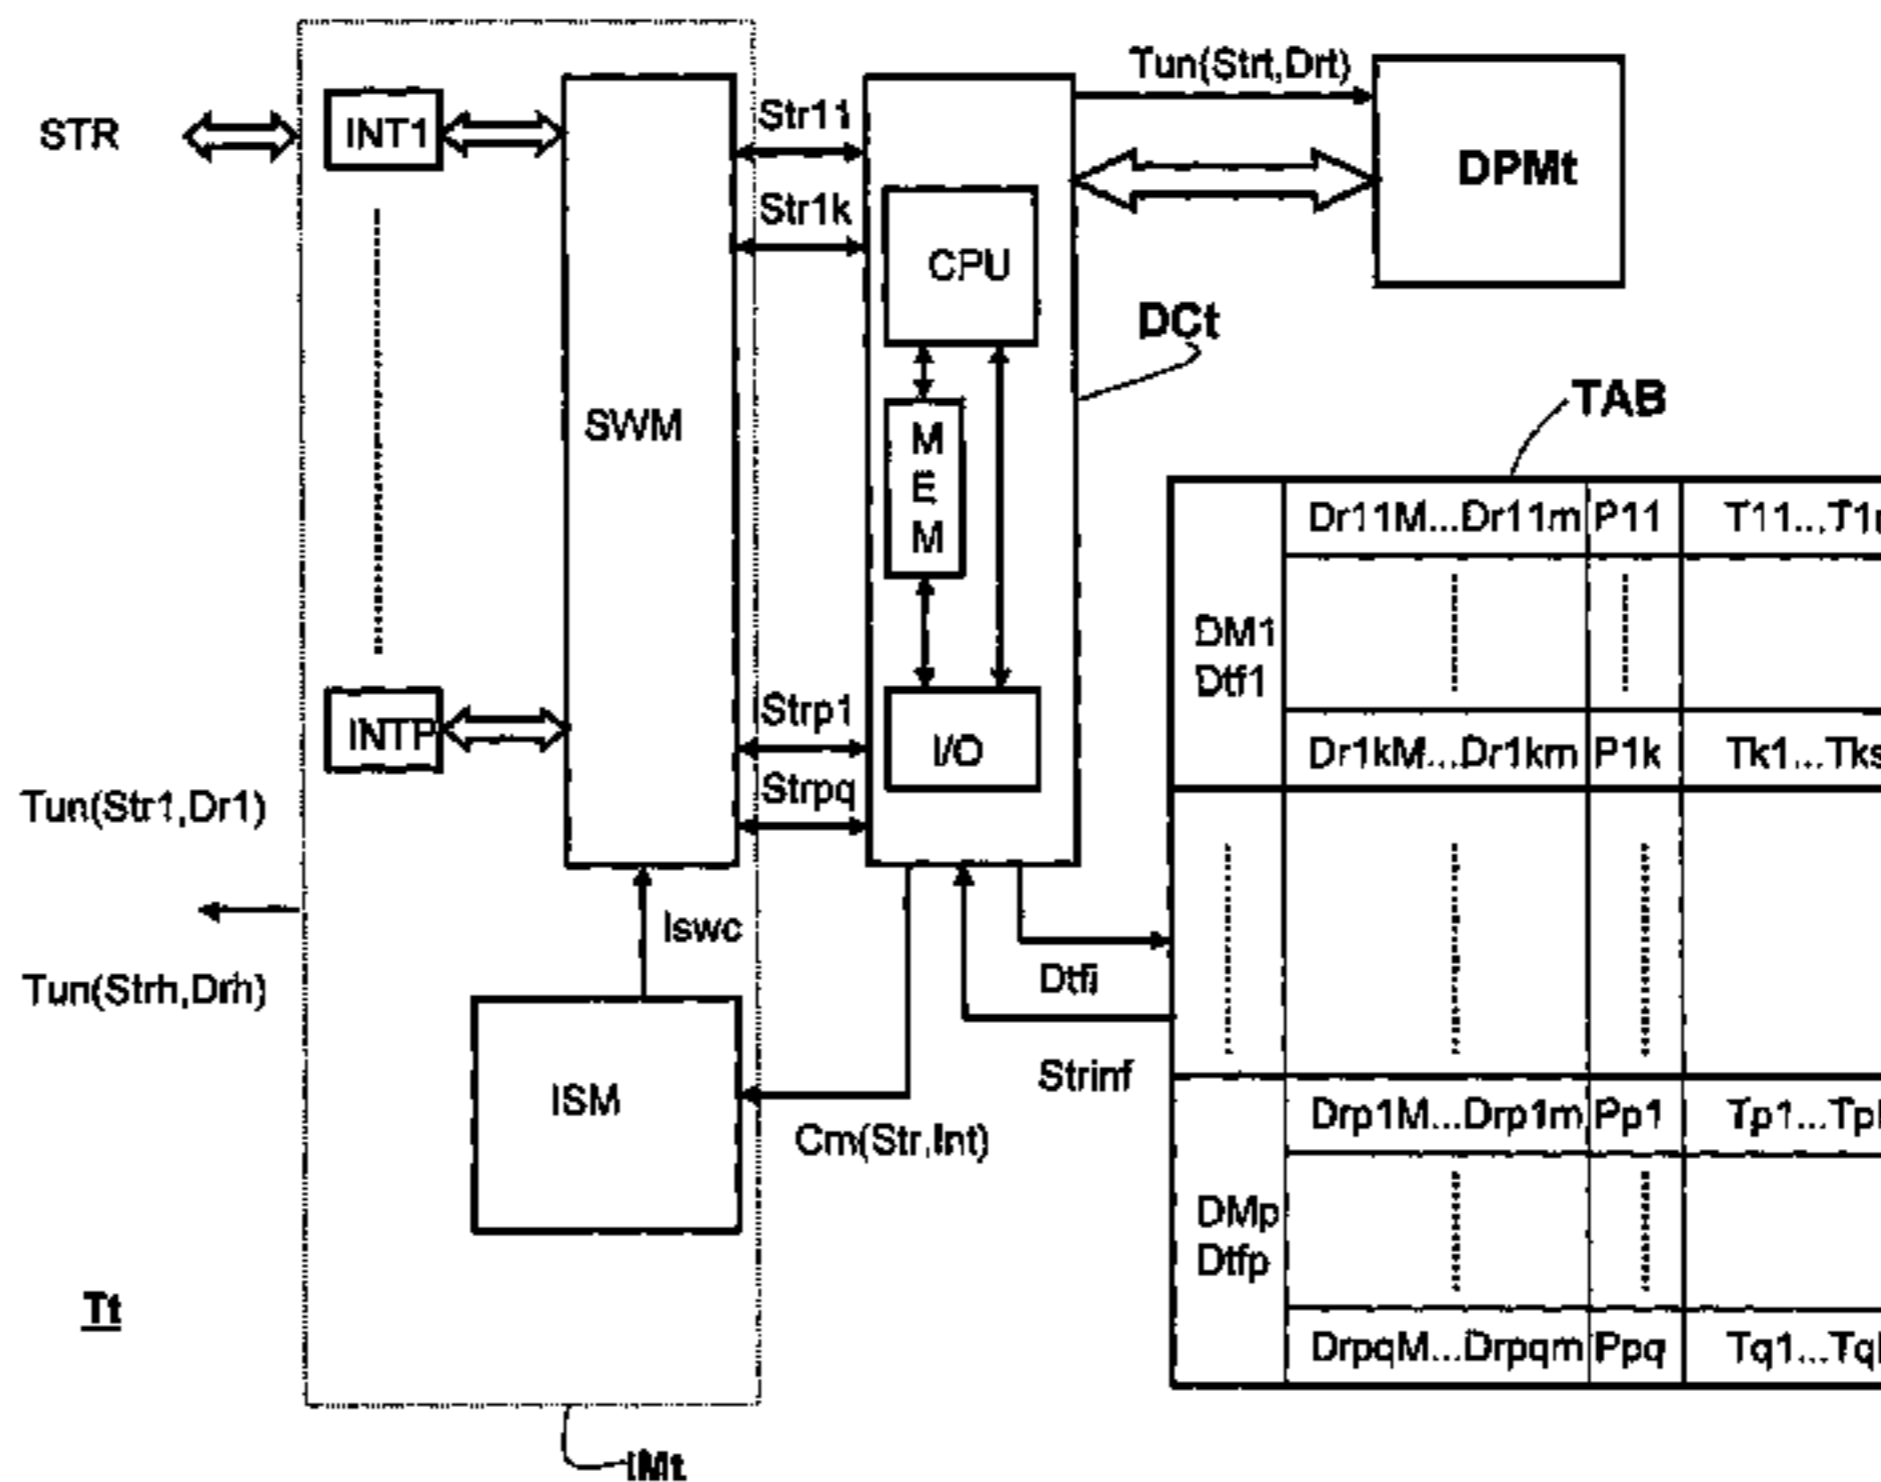 Tun(Strt,Drt)
STR
INT1
Str11
DPMt
Str1k
CPU
DCt
TAB
SWM
M
E
M
Dr11M...Dr11m P11
DM1
Dtf1
INTP
Strp1
I/O
Dr1kM...Dr1km P1k
Strpq
Tun(Str1,Dr1)
Iswc
Dtfj
Tun(Strh,Drh)
Strinf
ISM
Cm(Str,Int)
Drp1M...Drp1m Pp1
DMp
Dtfp
Tt
DrpqM...Drpqm Ppq
IMt